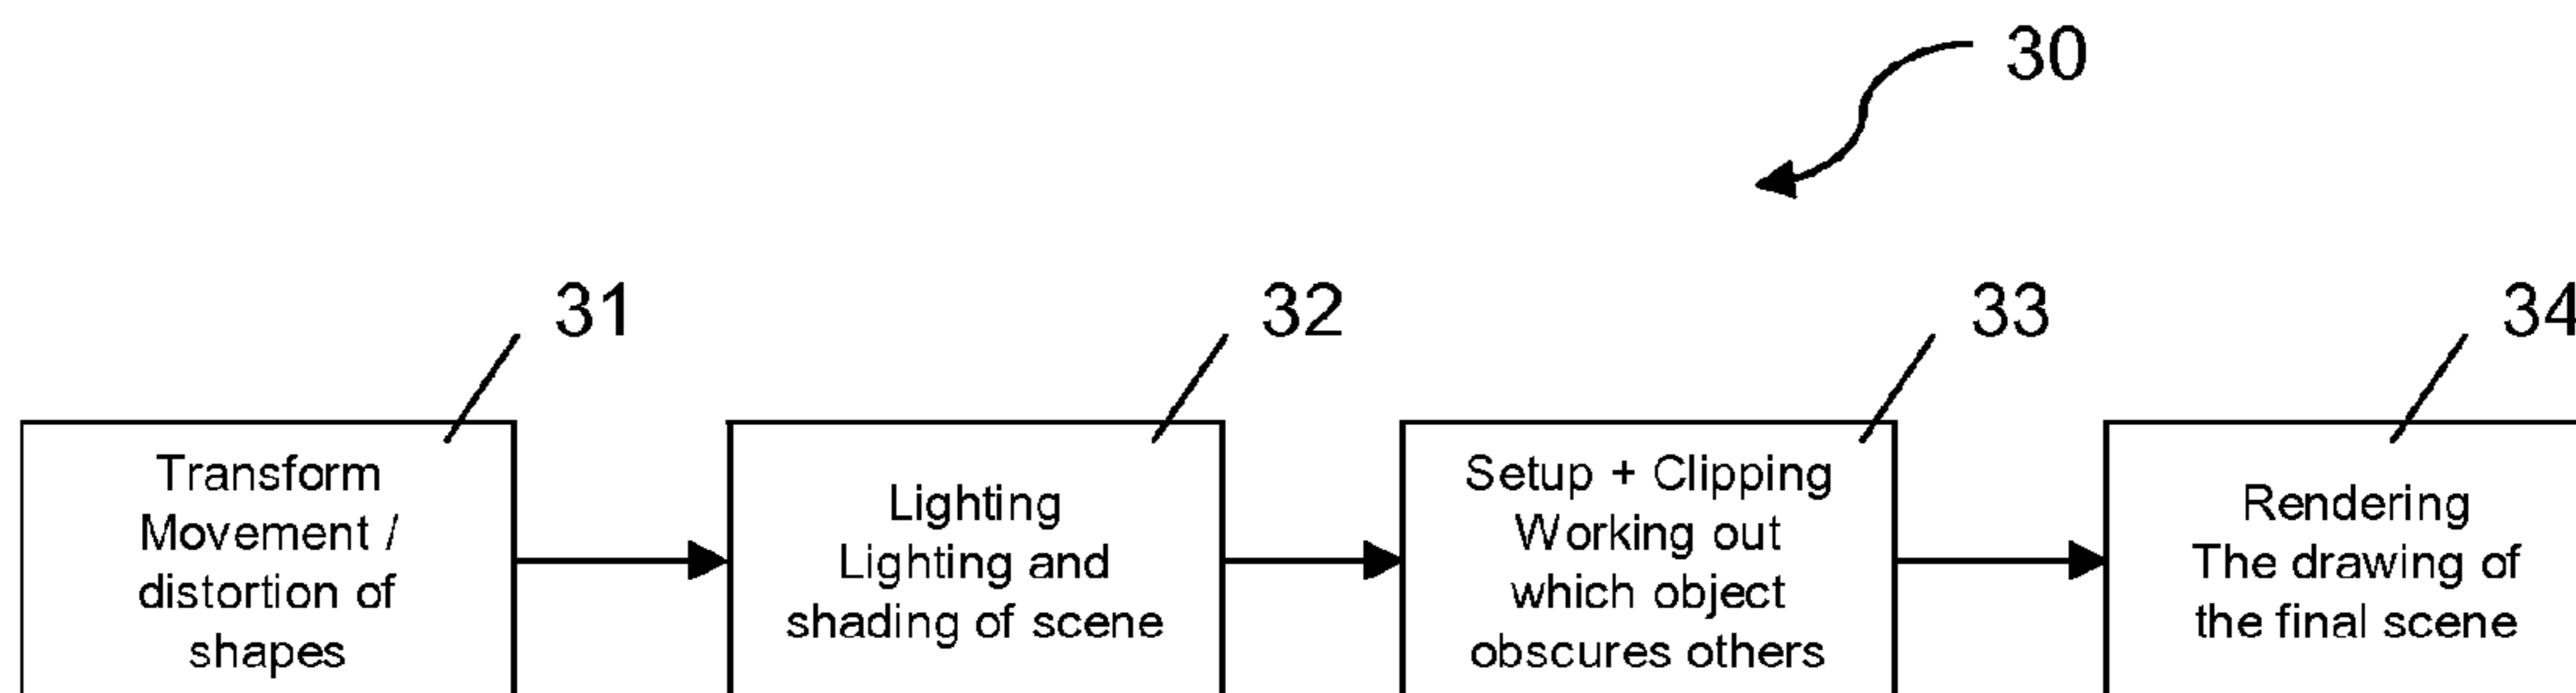 30
31
32
33
34
Transform
Movement /
distortion of
shapes
Lighting
Lighting and
shading of scene
Setup + Clipping
Working out
which object
obscures others
Rendering
The drawing of
the final scene